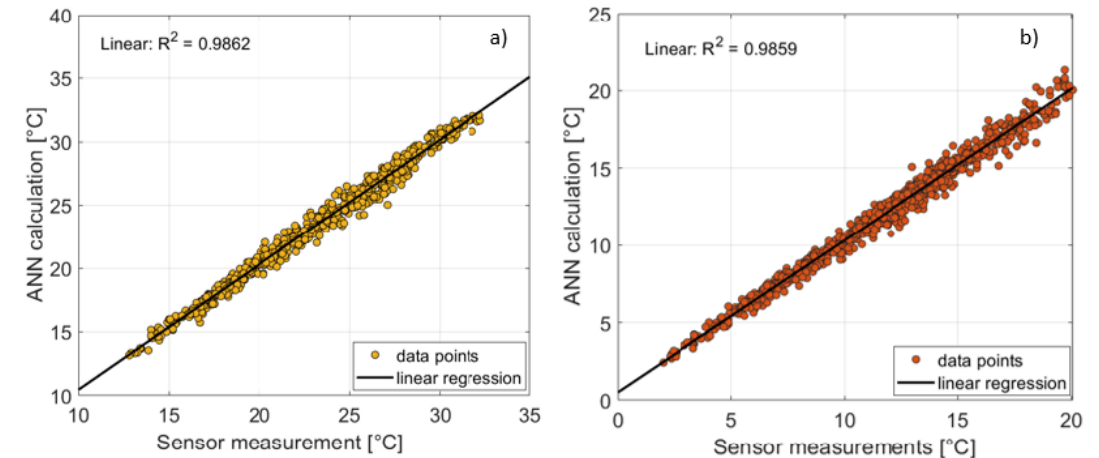 Linear: R² = 0.9862
a)
40
35
30
25
20
15
10
ANN calculation [°C]
data points
linear regression
10 15 20 25 30 35
Sensor measurement [°C]
Linear: R² = 0.9859
b)
25
20
15
10
5
0
ANN calculation [°C]
data points
linear regression
0 5 10 15 20
Sensor measurements [°C]